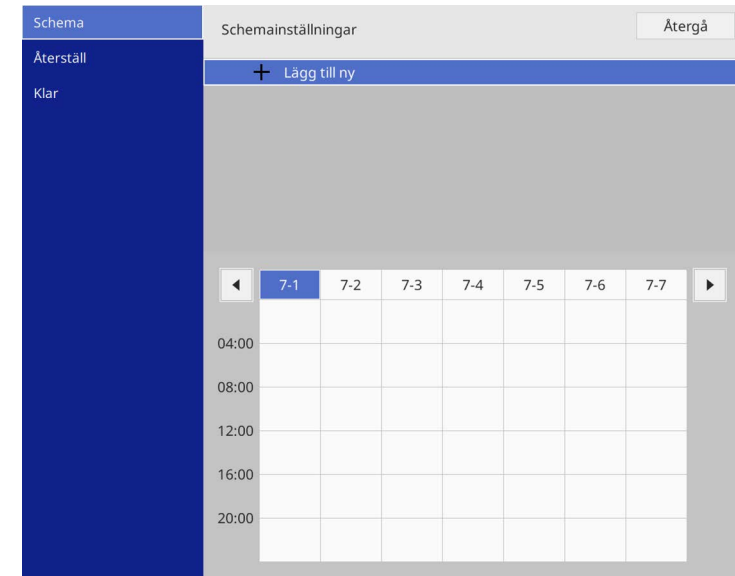 Schema
Återställ
Klar
Schemainställningar
Återgå
Lägg till ny
7-1 7-2 7-3 7-4 7-5 7-6 7-7
04:00
08:00
12:00
16:00
20:00